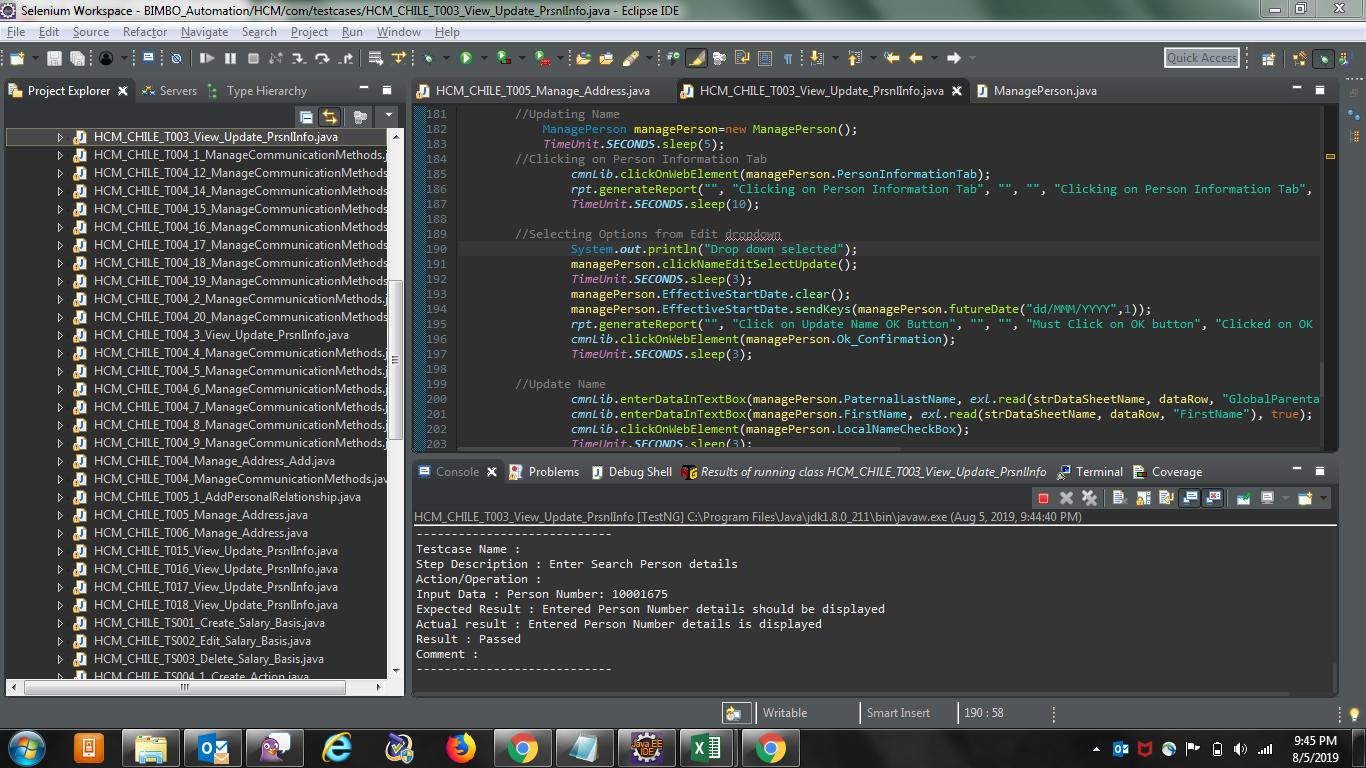 Selenium Workspace - BIMBO_Automation/HCM/com/testcases/HCM_CHILE_T003_View_Update_PrsnlInfo.java - Eclipse IDE
File Edit Source Refactor Navigate Search Project Run Window Help
Quick Access
Project Explorer Servers Type Hierarchy
HCM_CHILE_T003_View_Update_PrsnlInfo.java
HCM_CHILE_T004_1_ManageCommunicationMethods.j
HCM_CHILE_T004_12_ManageCommunicationMethods
HCM_CHILE_T004_14_ManageCommunicationMethods
HCM_CHILE_T004_15_ManageCommunicationMethods
HCM_CHILE_T004_16_ManageCommunicationMethods
HCM_CHILE_T004_17_ManageCommunicationMethods
HCM_CHILE_T004_18_ManageCommunicationMethods
HCM_CHILE_T004_19_ManageCommunicationMethods
HCM_CHILE_T004_2_ManageCommunicationMethods.j
HCM_CHILE_T004_20_ManageCommunicationMethods
HCM_CHILE_T004_3_View_Update_PrsnlInfo.java
HCM_CHILE_T004_4_ManageCommunicationMethods.j
HCM_CHILE_T004_5_ManageCommunicationMethods.j
HCM_CHILE_T004_6_ManageCommunicationMethods.j
HCM_CHILE_T004_7_ManageCommunicationMethods.j
HCM_CHILE_T004_8_ManageCommunicationMethods.j
HCM_CHILE_T004_9_ManageCommunicationMethods.j
HCM_CHILE_T004_Manage_Address_Add.java
HCM_CHILE_T004_ManageCommunicationMethods.jav
HCM_CHILE_T005_1_AddPersonalRelationship.java
HCM_CHILE_T005_Manage_Address.java
HCM_CHILE_T006_Manage_Address.java
HCM_CHILE_T015_View_Update_PrsnlInfo.java
HCM_CHILE_T016_View_Update_PrsnlInfo.java
HCM_CHILE_T017_View_Update_PrsnlInfo.java
HCM_CHILE_T018_View_Update_PrsnlInfo.java
HCM_CHILE_TS001_Create_Salary_Basis.java
HCM_CHILE_TS002_Edit_Salary_Basis.java
HCM_CHILE_TS003_Delete_Salary_Basis.java
HCM_CHILE_TS004_1_Create_Action.java
HCM_CHILE_T005_Manage_Address.java HCM_CHILE_T003_View_Update_PrsnlInfo.java ManagePerson.java
181 //Updating Name
182 ManagePerson managePerson=new ManagePerson();
183 TimeUnit.SECONDS.sleep(5);
184 //Clicking on Person Information Tab
185 cmnLib.clickOnWebElement(managePerson.PersonInformationTab);
186 rpt.generateReport("", "Clicking on Person Information Tab", "", "", "Clicking on Person Information Tab",
187 TimeUnit.SECONDS.sleep(10);
188
189 //Selecting Options from Edit dropdown
190 System.out.println("Drop down selected");
191 managePerson.clickNameEditSelectUpdate();
192 TimeUnit.SECONDS.sleep(3);
193 managePerson.EffectiveStartDate.clear();
194 managePerson.EffectiveStartDate.sendKeys(managePerson.futureDate("dd/MMM/YYYY",1));
195 rpt.generateReport("", "Click on Update Name OK Button", "", "", "Must Click on OK button", "Clicked on OK
196 cmnLib.clickOnWebElement(managePerson.Ok_Confirmation);
197 TimeUnit.SECONDS.sleep(3);
198
199 //Update Name
200 cmnLib.enterDataInTextBox(managePerson.PaternalLastName, exl.read(strDataSheetName, dataRow, "GlobalParenta
201 cmnLib.enterDataInTextBox(managePerson.FirstName, exl.read(strDataSheetName, dataRow, "FirstName"), true);
202 cmnLib.clickOnWebElement(managePerson.LocalNameCheckBox);
203 TimeUnit.SECONDS.sleep(3);
Console Problems Debug Shell Results of running class HCM_CHILE_T003_View_Update_PrsnlInfo Terminal Coverage
HCM_CHILE_T003_View_Update_PrsnlInfo [TestNG] C:\Program Files\Java\jdk1.8.0_211\bin\javaw.exe (Aug 5, 2019, 9:44:40 PM)
----------------------------
Testcase Name :
Step Description : Enter Search Person details
Action/Operation :
Input Data : Person Number: 10001675
Expected Result : Entered Person Number details should be displayed
Actual result : Entered Person Number details is displayed
Result : Passed
Comment :
----------------------------
Writable Smart Insert 190 : 58
Java EE IDE
9:45 PM
8/5/2019